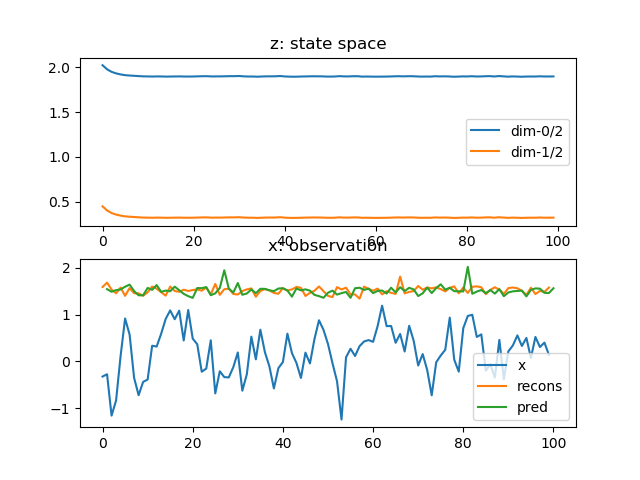 z: state space
2.0
1.5
1.0
0.5
dim-0/2
dim-1/2
0 20 40 60 80 100
x: observation
2
1
0
−1
x
recons
pred
0 20 40 60 80 100